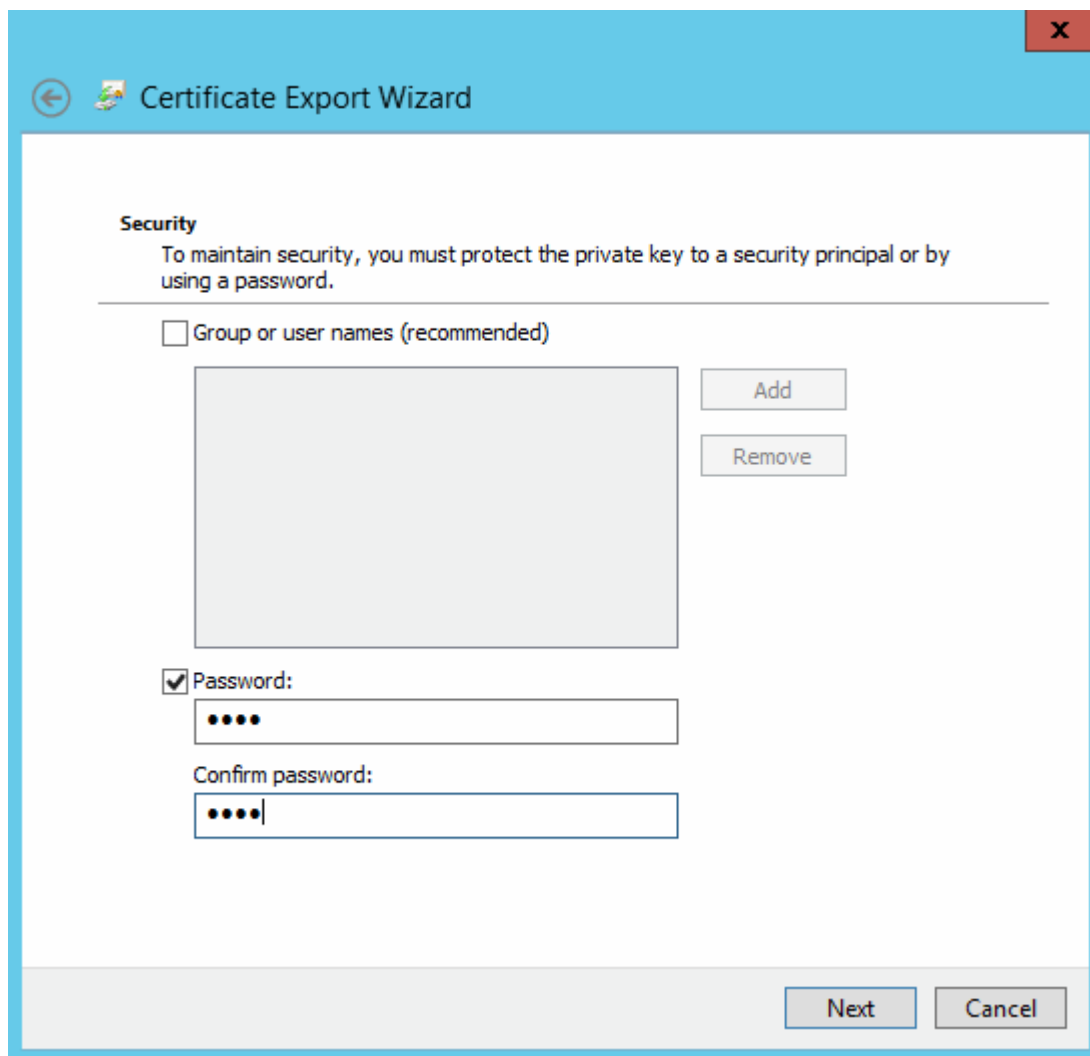 x
Certificate Export Wizard
Security
To maintain security, you must protect the private key to a security principal or by
using a password.
Group or user names (recommended)
Add
Remove
Password:
••••
Confirm password:
••••
Next
Cancel